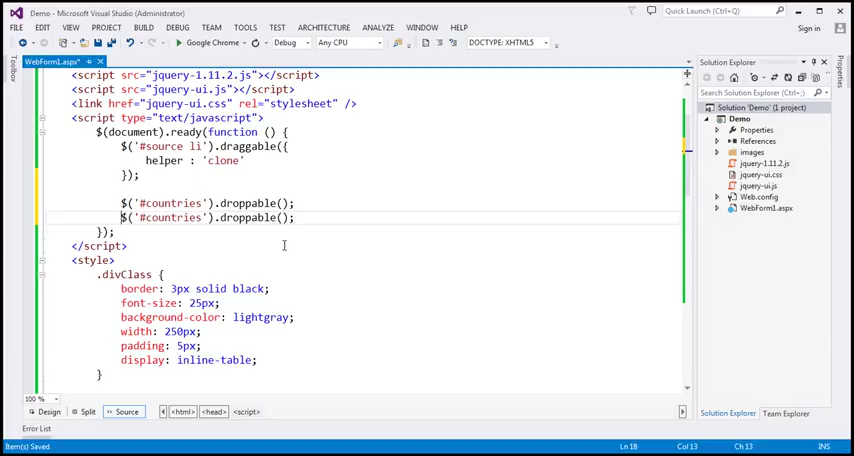 Demo - Microsoft Visual Studio (Administrator)
Quick Launch (Ctrl+;)
FILE EDIT VIEW PROJECT BUILD DEBUG TEAM TOOLS TEST ARCHITECTURE ANALYZE WINDOW HELP
Sign in
Google Chrome Debug Any CPU DOCTYPE: XHTML5
Toolbox
WebForm1.aspx*
<script src="jquery-1.11.2.js"></script>
<script src="jquery-ui.js"></script>
<link href="jquery-ui.css" rel="stylesheet" />
<script type="text/javascript">
$(document).ready(function () {
$('#source li').draggable({
helper : 'clone'
});
$('#countries').droppable();
$('#countries').droppable();
});
</script>
<style>
.divClass {
border: 3px solid black;
font-size: 25px;
background-color: lightgray;
width: 250px;
padding: 5px;
display: inline-table;
}
100 %
Design Split Source <html> <head> <script>
Error List
Solution Explorer
Search Solution Explorer (Ctrl+;)
Solution 'Demo' (1 project)
Demo
Properties
References
images
jquery-1.11.2.js
jquery-ui.css
jquery-ui.js
Web.config
WebForm1.aspx
Solution Explorer Team Explorer
Properties
Item(s) Saved Ln 18 Col 13 Ch 13 INS